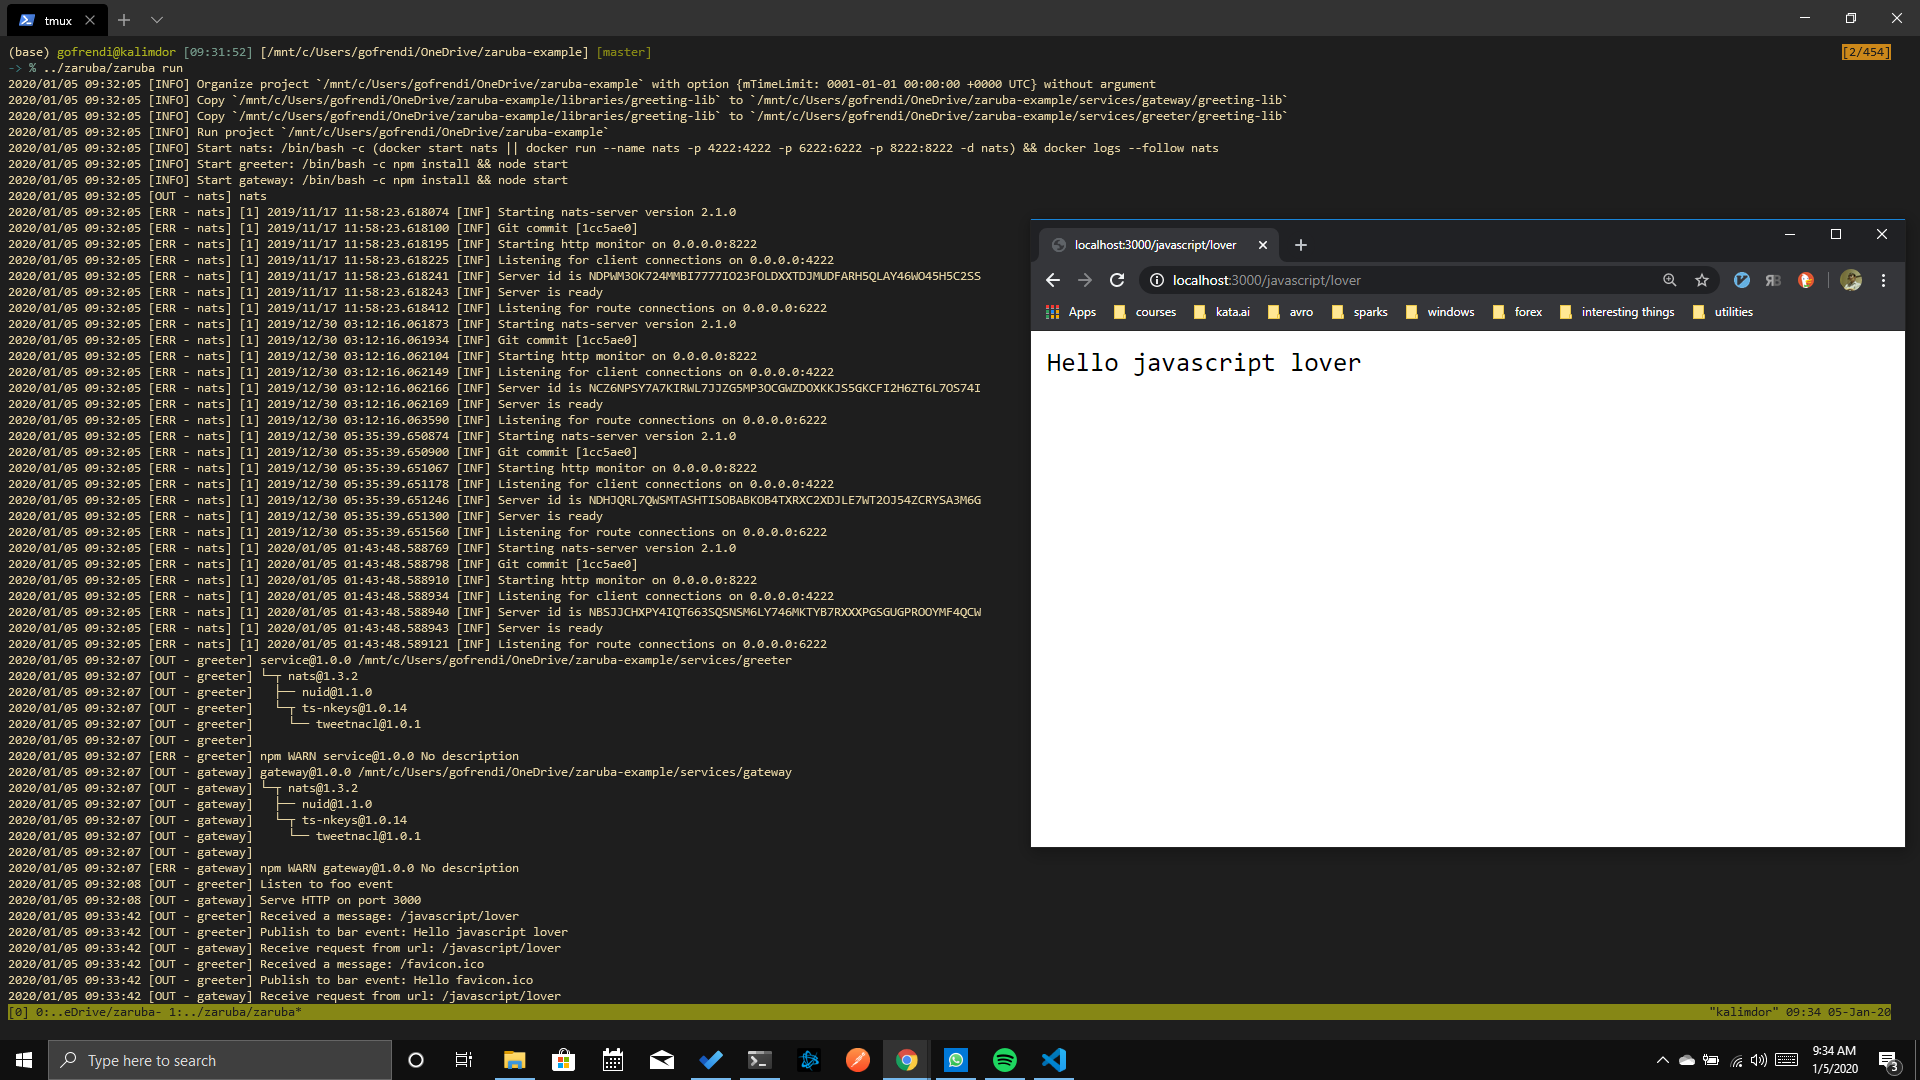 tmux
(base) gofrendi@kalimdor [09:31:52] [/mnt/c/Users/gofrendi/OneDrive/zaruba-example] [master]
[2/454]
-> % ../zaruba/zaruba run
2020/01/05 09:32:05 [INFO] Organize project `/mnt/c/Users/gofrendi/OneDrive/zaruba-example` with option {mTimeLimit: 0001-01-01 00:00:00 +0000 UTC} without argument
2020/01/05 09:32:05 [INFO] Copy `/mnt/c/Users/gofrendi/OneDrive/zaruba-example/libraries/greeting-lib` to `/mnt/c/Users/gofrendi/OneDrive/zaruba-example/services/gateway/greeting-lib`
2020/01/05 09:32:05 [INFO] Copy `/mnt/c/Users/gofrendi/OneDrive/zaruba-example/libraries/greeting-lib` to `/mnt/c/Users/gofrendi/OneDrive/zaruba-example/services/greeter/greeting-lib`
2020/01/05 09:32:05 [INFO] Run project `/mnt/c/Users/gofrendi/OneDrive/zaruba-example`
2020/01/05 09:32:05 [INFO] Start nats: /bin/bash -c (docker start nats || docker run --name nats -p 4222:4222 -p 6222:6222 -p 8222:8222 -d nats) && docker logs --follow nats
2020/01/05 09:32:05 [INFO] Start greeter: /bin/bash -c npm install && node start
2020/01/05 09:32:05 [INFO] Start gateway: /bin/bash -c npm install && node start
2020/01/05 09:32:05 [OUT - nats] nats
2020/01/05 09:32:05 [ERR - nats] [1] 2019/11/17 11:58:23.618074 [INF] Starting nats-server version 2.1.0
2020/01/05 09:32:05 [ERR - nats] [1] 2019/11/17 11:58:23.618100 [INF] Git commit [1cc5ae0]
2020/01/05 09:32:05 [ERR - nats] [1] 2019/11/17 11:58:23.618195 [INF] Starting http monitor on 0.0.0.0:8222
2020/01/05 09:32:05 [ERR - nats] [1] 2019/11/17 11:58:23.618225 [INF] Listening for client connections on 0.0.0.0:4222
2020/01/05 09:32:05 [ERR - nats] [1] 2019/11/17 11:58:23.618241 [INF] Server id is NDPWM3OK724MMBI7777IO23FOLDXXTDJMUDFARH5QLAY46WO45H5C2SS
2020/01/05 09:32:05 [ERR - nats] [1] 2019/11/17 11:58:23.618243 [INF] Server is ready
2020/01/05 09:32:05 [ERR - nats] [1] 2019/11/17 11:58:23.618412 [INF] Listening for route connections on 0.0.0.0:6222
2020/01/05 09:32:05 [ERR - nats] [1] 2019/12/30 03:12:16.061873 [INF] Starting nats-server version 2.1.0
2020/01/05 09:32:05 [ERR - nats] [1] 2019/12/30 03:12:16.061934 [INF] Git commit [1cc5ae0]
2020/01/05 09:32:05 [ERR - nats] [1] 2019/12/30 03:12:16.062104 [INF] Starting http monitor on 0.0.0.0:8222
2020/01/05 09:32:05 [ERR - nats] [1] 2019/12/30 03:12:16.062149 [INF] Listening for client connections on 0.0.0.0:4222
2020/01/05 09:32:05 [ERR - nats] [1] 2019/12/30 03:12:16.062166 [INF] Server id is NCZ6NPSY7A7KIRWL7JJZG5MP3OCGWZDOXKKJS5GKCFI2H6ZT6L7OS74I
2020/01/05 09:32:05 [ERR - nats] [1] 2019/12/30 03:12:16.062169 [INF] Server is ready
2020/01/05 09:32:05 [ERR - nats] [1] 2019/12/30 03:12:16.063590 [INF] Listening for route connections on 0.0.0.0:6222
2020/01/05 09:32:05 [ERR - nats] [1] 2019/12/30 05:35:39.650874 [INF] Starting nats-server version 2.1.0
2020/01/05 09:32:05 [ERR - nats] [1] 2019/12/30 05:35:39.650900 [INF] Git commit [1cc5ae0]
2020/01/05 09:32:05 [ERR - nats] [1] 2019/12/30 05:35:39.651067 [INF] Starting http monitor on 0.0.0.0:8222
2020/01/05 09:32:05 [ERR - nats] [1] 2019/12/30 05:35:39.651178 [INF] Listening for client connections on 0.0.0.0:4222
2020/01/05 09:32:05 [ERR - nats] [1] 2019/12/30 05:35:39.651246 [INF] Server id is NDHJQRL7QWSMTASHTISOBABKOB4TXRXC2XDJLE7WT2OJ54ZCRYSA3M6G
2020/01/05 09:32:05 [ERR - nats] [1] 2019/12/30 05:35:39.651300 [INF] Server is ready
2020/01/05 09:32:05 [ERR - nats] [1] 2019/12/30 05:35:39.651560 [INF] Listening for route connections on 0.0.0.0:6222
2020/01/05 09:32:05 [ERR - nats] [1] 2020/01/05 01:43:48.588769 [INF] Starting nats-server version 2.1.0
2020/01/05 09:32:05 [ERR - nats] [1] 2020/01/05 01:43:48.588798 [INF] Git commit [1cc5ae0]
2020/01/05 09:32:05 [ERR - nats] [1] 2020/01/05 01:43:48.588910 [INF] Starting http monitor on 0.0.0.0:8222
2020/01/05 09:32:05 [ERR - nats] [1] 2020/01/05 01:43:48.588934 [INF] Listening for client connections on 0.0.0.0:4222
2020/01/05 09:32:05 [ERR - nats] [1] 2020/01/05 01:43:48.588940 [INF] Server id is NBSJJCHXPY4IQT663SQSNSM6LY746MKTYB7RXXXPGSGUGPROOYMF4QCW
2020/01/05 09:32:05 [ERR - nats] [1] 2020/01/05 01:43:48.588943 [INF] Server is ready
2020/01/05 09:32:05 [ERR - nats] [1] 2020/01/05 01:43:48.589121 [INF] Listening for route connections on 0.0.0.0:6222
2020/01/05 09:32:07 [OUT - greeter] service@1.0.0 /mnt/c/Users/gofrendi/OneDrive/zaruba-example/services/greeter
2020/01/05 09:32:07 [OUT - greeter] └─┬ nats@1.3.2
2020/01/05 09:32:07 [OUT - greeter]   ├── nuid@1.1.0
2020/01/05 09:32:07 [OUT - greeter]   └─┬ ts-nkeys@1.0.14
2020/01/05 09:32:07 [OUT - greeter]     └── tweetnacl@1.0.1
2020/01/05 09:32:07 [OUT - greeter]
2020/01/05 09:32:07 [ERR - greeter] npm WARN service@1.0.0 No description
2020/01/05 09:32:07 [OUT - gateway] gateway@1.0.0 /mnt/c/Users/gofrendi/OneDrive/zaruba-example/services/gateway
2020/01/05 09:32:07 [OUT - gateway] └─┬ nats@1.3.2
2020/01/05 09:32:07 [OUT - gateway]   ├── nuid@1.1.0
2020/01/05 09:32:07 [OUT - gateway]   └─┬ ts-nkeys@1.0.14
2020/01/05 09:32:07 [OUT - gateway]     └── tweetnacl@1.0.1
2020/01/05 09:32:07 [OUT - gateway]
2020/01/05 09:32:07 [ERR - gateway] npm WARN gateway@1.0.0 No description
2020/01/05 09:32:08 [OUT - greeter] Listen to foo event
2020/01/05 09:32:08 [OUT - gateway] Serve HTTP on port 3000
2020/01/05 09:33:42 [OUT - greeter] Received a message: /javascript/lover
2020/01/05 09:33:42 [OUT - greeter] Publish to bar event: Hello javascript lover
2020/01/05 09:33:42 [OUT - gateway] Receive request from url: /javascript/lover
2020/01/05 09:33:42 [OUT - greeter] Received a message: /favicon.ico
2020/01/05 09:33:42 [OUT - greeter] Publish to bar event: Hello favicon.ico
2020/01/05 09:33:42 [OUT - gateway] Receive request from url: /javascript/lover
[0] 0:..eDrive/zaruba- 1:../zaruba/zaruba*
"kalimdor" 09:34 05-Jan-20
localhost:3000/javascript/lover
localhost:3000/javascript/lover
Apps courses kata.ai avro sparks windows forex interesting things utilities
Hello javascript lover
Type here to search
9:34 AM
1/5/2020
3